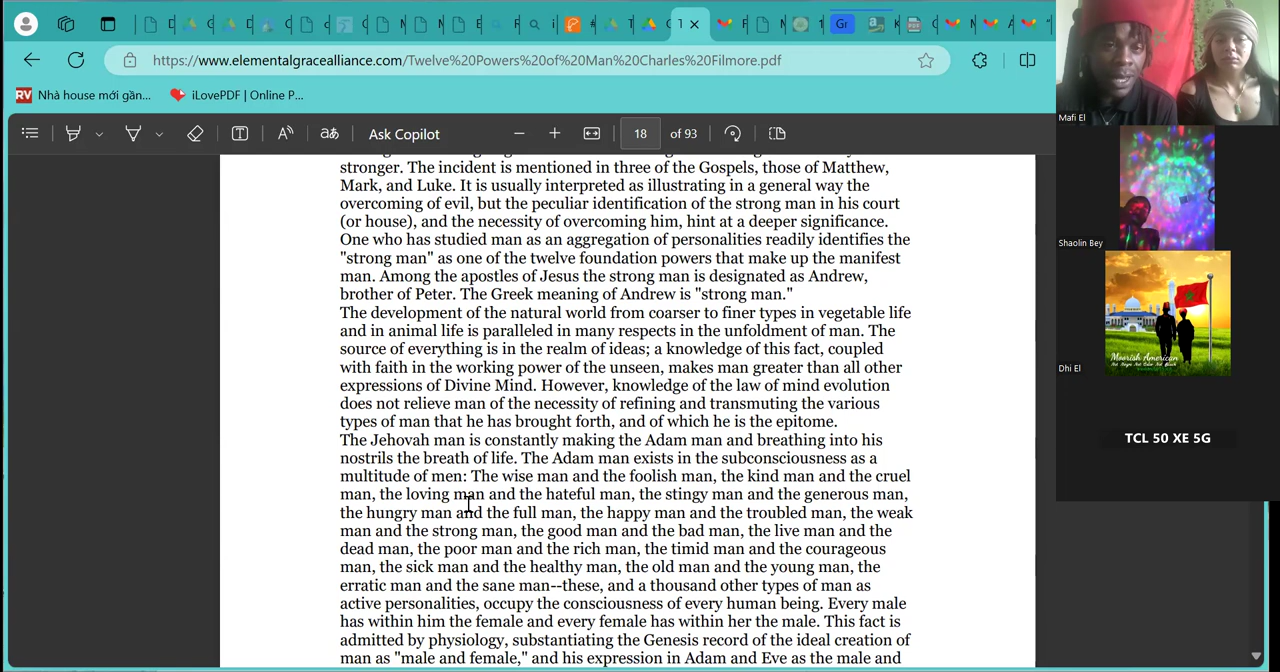 https://www.elementalgracealliance.com/Twelve%20Powers%20of%20Man%20Charles%20Filmore.pdf
RV Nhà house mới gần... iLovePDF | Online P...
Ask Copilot
18 of 93
stronger. The incident is mentioned in three of the Gospels, those of Matthew,
Mark, and Luke. It is usually interpreted as illustrating in a general way the
overcoming of evil, but the peculiar identification of the strong man in his court
(or house), and the necessity of overcoming him, hint at a deeper significance.
One who has studied man as an aggregation of personalities readily identifies the
"strong man" as one of the twelve foundation powers that make up the manifest
man. Among the apostles of Jesus the strong man is designated as Andrew,
brother of Peter. The Greek meaning of Andrew is "strong man."
The development of the natural world from coarser to finer types in vegetable life
and in animal life is paralleled in many respects in the unfoldment of man. The
source of everything is in the realm of ideas; a knowledge of this fact, coupled
with faith in the working power of the unseen, makes man greater than all other
expressions of Divine Mind. However, knowledge of the law of mind evolution
does not relieve man of the necessity of refining and transmuting the various
types of man that he has brought forth, and of which he is the epitome.
The Jehovah man is constantly making the Adam man and breathing into his
nostrils the breath of life. The Adam man exists in the subconsciousness as a
multitude of men: The wise man and the foolish man, the kind man and the cruel
man, the loving man and the hateful man, the stingy man and the generous man,
the hungry man and the full man, the happy man and the troubled man, the weak
man and the strong man, the good man and the bad man, the live man and the
dead man, the poor man and the rich man, the timid man and the courageous
man, the sick man and the healthy man, the old man and the young man, the
erratic man and the sane man--these, and a thousand other types of man as
active personalities, occupy the consciousness of every human being. Every male
has within him the female and every female has within her the male. This fact is
admitted by physiology, substantiating the Genesis record of the ideal creation of
man as "male and female," and his expression in Adam and Eve as the male and
Mafi El
Shaolin Bey
Moorish American
Dhi El
TCL 50 XE 5G